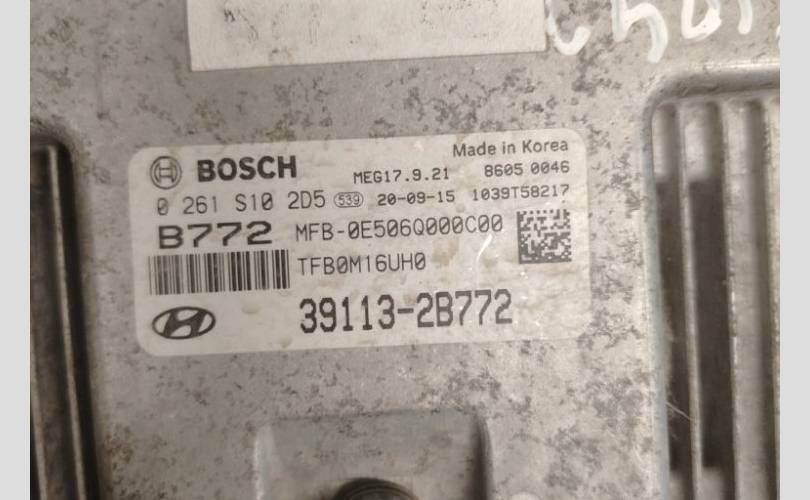 BOSCH
Made in Korea
MEG17.9.21 8605 0046
0 261 S10 2D5 539 20-09-15 1039T58217
B772 MFB-0E506Q000C00
TFB0M16UH0
39113-2B772